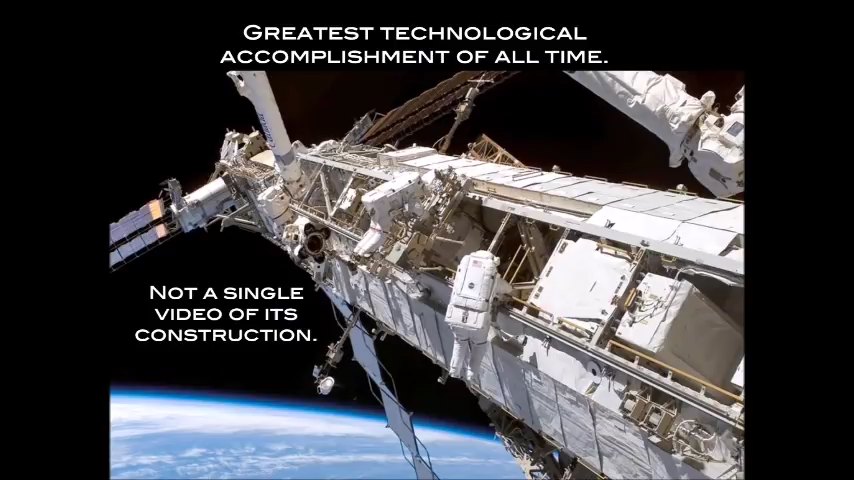 Greatest technological
accomplishment of all time.
Not a single
video of its
construction.